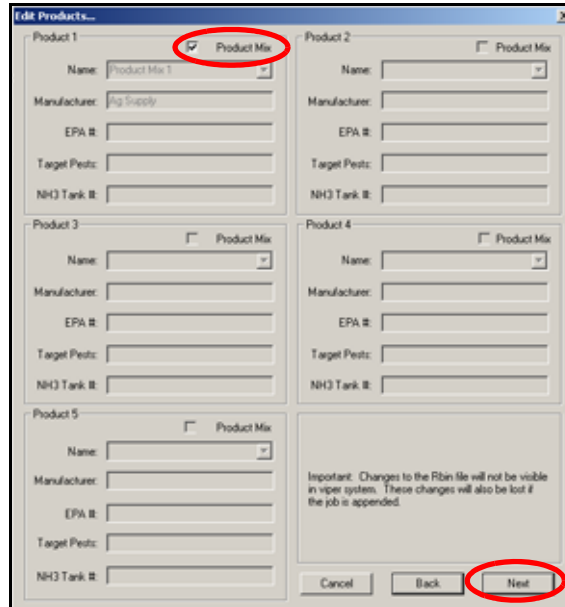 Edit Products...
Product 1
Product Mix
Name: Product Mix 1
Manufacturer: Ag Supply
EPA #:
Target Pests:
NH3 Tank #:
Product 2
Product Mix
Name:
Manufacturer:
EPA #:
Target Pests:
NH3 Tank #:
Product 3
Product Mix
Name:
Manufacturer:
EPA #:
Target Pests:
NH3 Tank #:
Product 4
Product Mix
Name:
Manufacturer:
EPA #:
Target Pests:
NH3 Tank #:
Product 5
Product Mix
Name:
Manufacturer:
EPA #:
Target Pests:
NH3 Tank #:
Important: Changes to the Rbin file will not be visible
in viper system. These changes will also be lost if
the job is appended.
Cancel Back Next